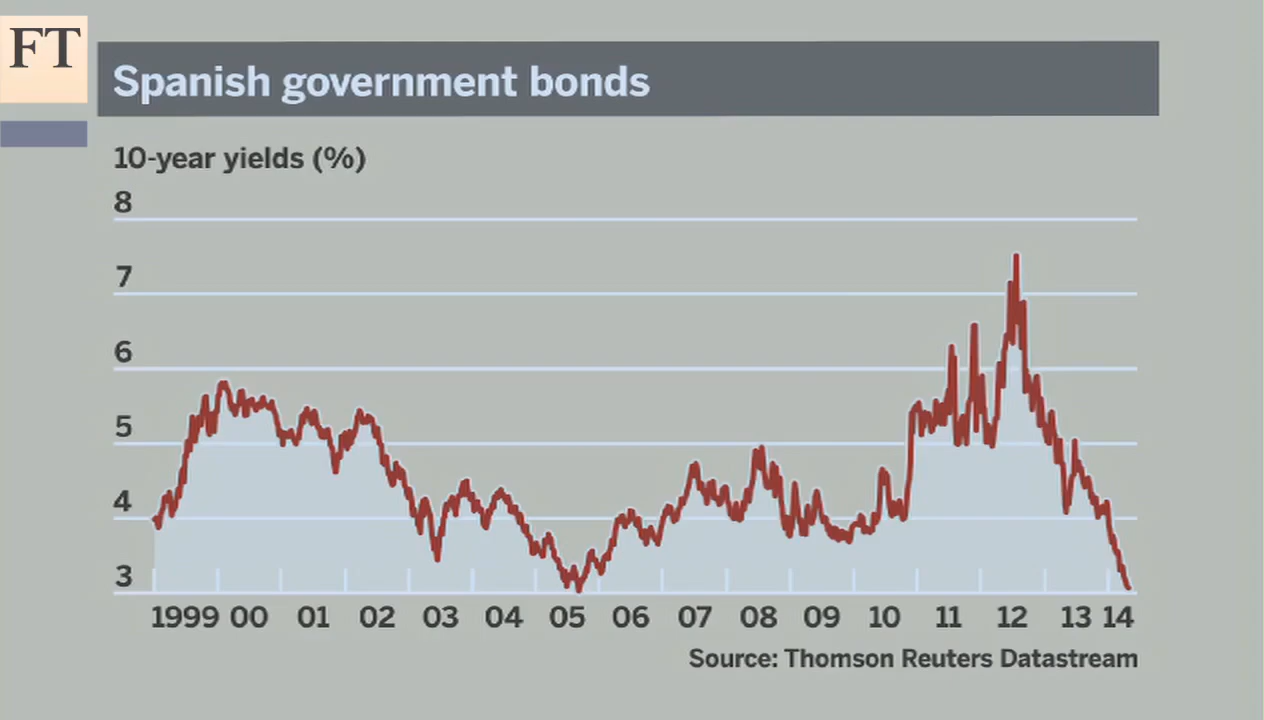 FT
Spanish government bonds
10-year yields (%)
8
7
6
5
4
3
1999 00 01 02 03 04 05 06 07 08 09 10 11 12 13 14
Source: Thomson Reuters Datastream